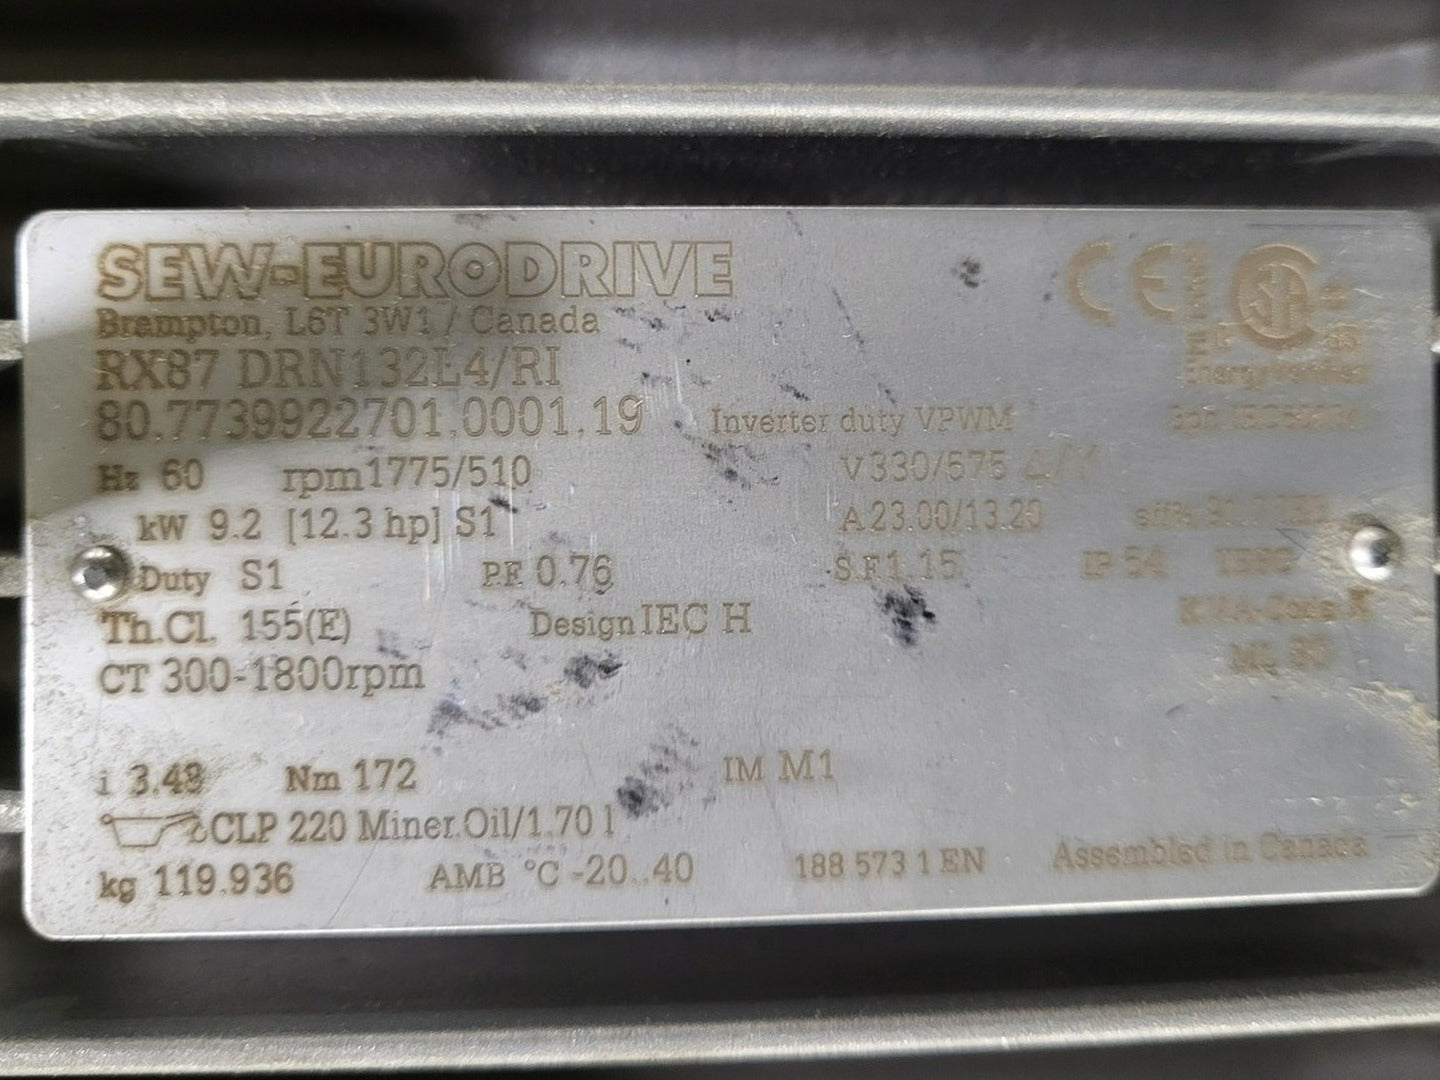 SEW-EURODRIVE
Brampton, L6T 3W1 / Canada
RX87 DRN132L4/RI
Energy Verified
80.7739922701.0001.19 Inverter duty VPWM 3ph
Hz 60 rpm 1775/510 V 330/575 Δ/Y
kW 9.2 [12.3 hp] S1 A 23.00/13.20
Duty S1 P.F. 0.76 S.F. 1.15 IP 54
Th.Cl. 155(F) Design IEC H
CT 300-1800rpm
i 3.48 Nm 172 IM M1
CLP 220 Miner.Oil/1.70 l
kg 119.936 AMB °C -20..40 188 573 1 EN Assembled in Canada